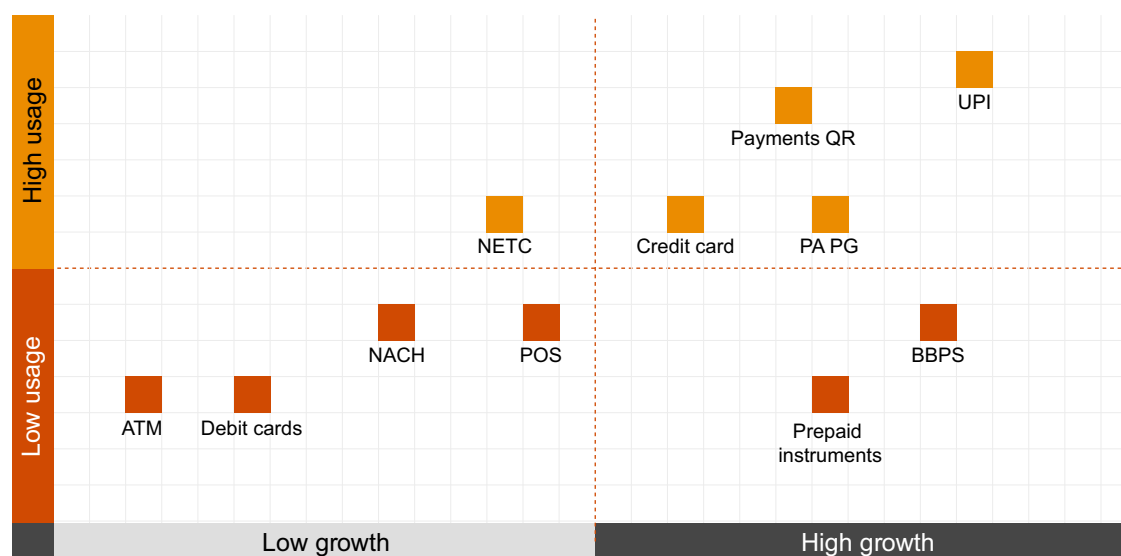 High usage
UPI
Payments QR
NETC
Credit card
PA PG
Low usage
NACH
POS
BBPS
ATM
Debit cards
Prepaid
instruments
Low growth
High growth